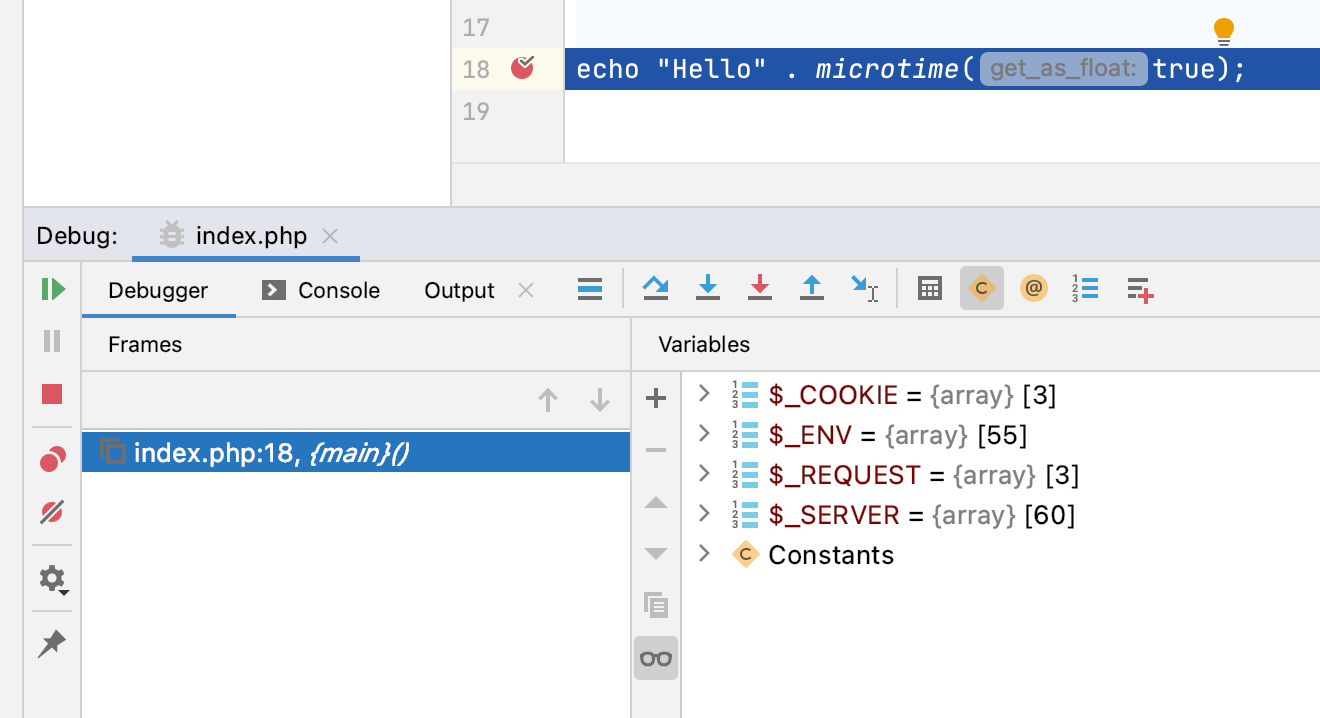 17
18 echo "Hello" . microtime( get_as_float: true);
19
Debug: index.php
Debugger Console Output
Frames
Variables
index.php:18, {main}()
$_COOKIE = {array} [3]
$_ENV = {array} [55]
$_REQUEST = {array} [3]
$_SERVER = {array} [60]
Constants